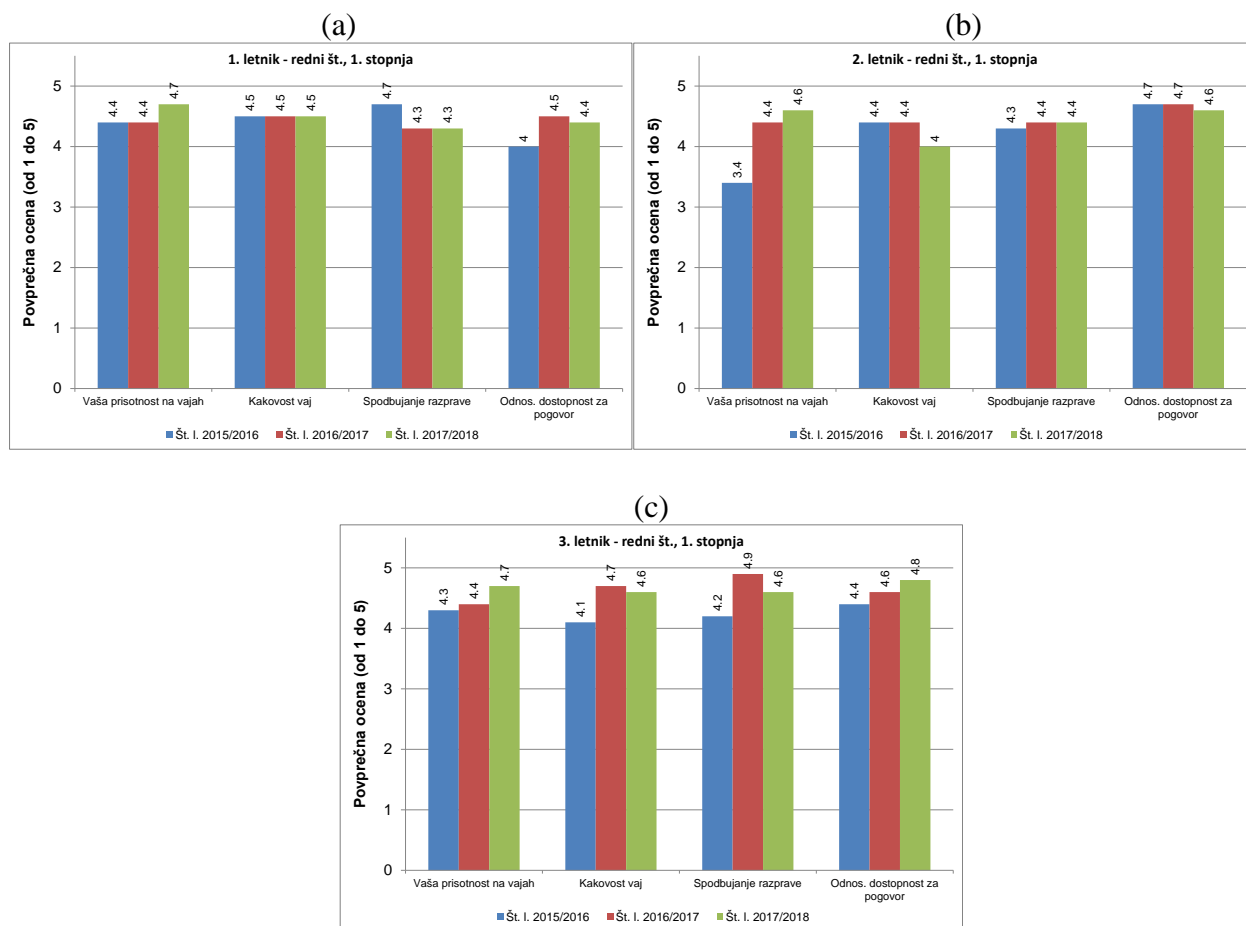 (a)
1. letnik - redni št., 1. stopnja
Povprečna ocena (od 1 do 5)
5
4
3
2
1
0
4.4 4.4 4.7 4.5 4.5 4.5 4.7 4.3 4.3 4 4.5 4.4
Vaša prisotnost na vajah Kakovost vaj Spodbujanje razprave Odnos. dostopnost za
pogovor
Št. l. 2015/2016 Št. l. 2016/2017 Št. l. 2017/2018
(b)
2. letnik - redni št., 1. stopnja
Povprečna ocena (od 1 do 5)
5
4
3
2
1
0
3.4 4.4 4.6 4.4 4.4 4 4.3 4.4 4.4 4.7 4.7 4.6
Vaša prisotnost na vajah Kakovost vaj Spodbujanje razprave Odnos. dostopnost za
pogovor
Št. l. 2015/2016 Št. l. 2016/2017 Št. l. 2017/2018
(c)
3. letnik - redni št., 1. stopnja
Povprečna ocena (od 1 do 5)
5
4
3
2
1
0
4.3 4.4 4.7 4.1 4.7 4.6 4.2 4.9 4.6 4.4 4.6 4.8
Vaša prisotnost na vajah Kakovost vaj Spodbujanje razprave Odnos. dostopnost za
pogovor
Št. l. 2015/2016 Št. l. 2016/2017 Št. l. 2017/2018